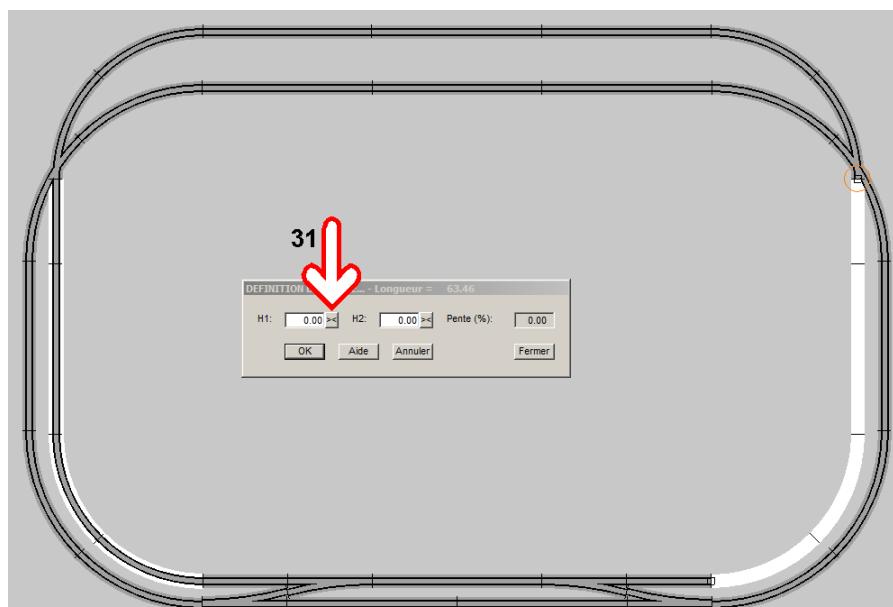 31
DEFINITION - Longueur = 63.46
H1: 0.00 >< H2: 0.00 >< Pente (%): 0.00
OK Aide Annuler Fermer